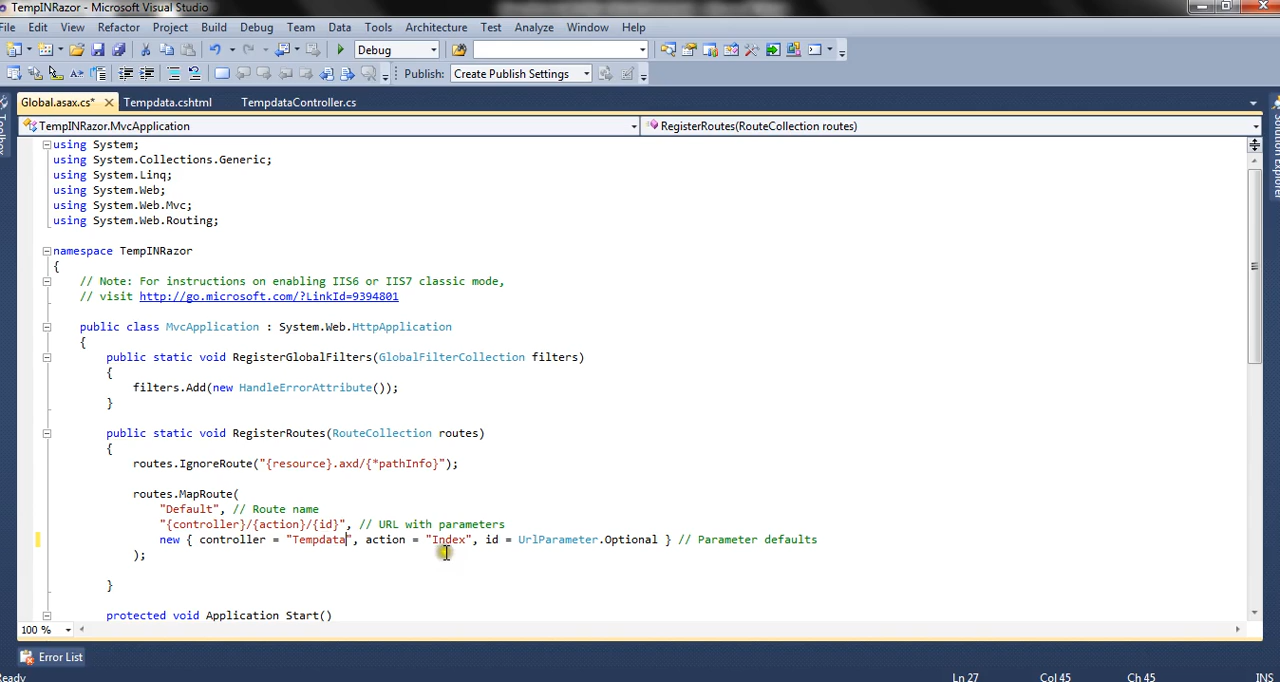 TempINRazor - Microsoft Visual Studio
File Edit View Refactor Project Build Debug Team Data Tools Architecture Test Analyze Window Help
Debug
Publish: Create Publish Settings
Global.asax.cs* Tempdata.cshtml TempdataController.cs
TempINRazor.MvcApplication RegisterRoutes(RouteCollection routes)
Toolbox
Solution Explorer
using System;
using System.Collections.Generic;
using System.Linq;
using System.Web;
using System.Web.Mvc;
using System.Web.Routing;
namespace TempINRazor
{
// Note: For instructions on enabling IIS6 or IIS7 classic mode,
// visit http://go.microsoft.com/?LinkId=9394801
public class MvcApplication : System.Web.HttpApplication
{
public static void RegisterGlobalFilters(GlobalFilterCollection filters)
{
filters.Add(new HandleErrorAttribute());
}
public static void RegisterRoutes(RouteCollection routes)
{
routes.IgnoreRoute("{resource}.axd/{*pathInfo}");
routes.MapRoute(
"Default", // Route name
"{controller}/{action}/{id}", // URL with parameters
new { controller = "Tempdata", action = "Index", id = UrlParameter.Optional } // Parameter defaults
);
}
protected void Application Start()
100 %
Error List
Ready Ln 27 Col 45 Ch 45 INS